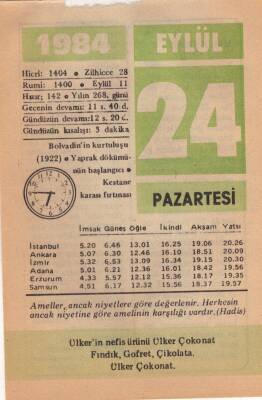 1984
EYLÜL
Hicri: 1404 • Zilhicce 28
Rumi: 1400 • Eylül 11
Hızır; 142 • Yılın 268, günü
Gecenin devamı: 11 s. 40 d.
Gündüzün devamı:12 s. 20 d.
Gündüzün kısalışı: 3 dakika
24
Bolvadin'in kurtuluşu
(1922) • Yaprak dökümü-
nün başlangıcı •
Kestane
karası fırtınası
PAZARTESİ
İmsak Güneş Öğle İkindi Akşam Yatsı
İstanbul 5.20 6.46 13.01 16.25 19.06 20.26
Ankara 5.07 6.30 12.46 16.10 18.51 20.09
İzmir 5.32 6.53 13.09 16.34 19.15 20.30
Adana 5.01 6.21 12.36 16.01 18.42 19.56
Erzurum 4.33 5.57 12.12 15.36 18.17 19.35
Samsun 4.51 6.17 12.32 15.56 18.37 19.57
Ameller, ancak niyetlere göre değerlenir. Herkesin
ancak niyetine göre amelinin karşılığı vardır.(Hadis)
Ülker'in nefis ürünü Ülker Çokonat
Fındık, Gofret, Çikolata,
Ülker Çokonat.